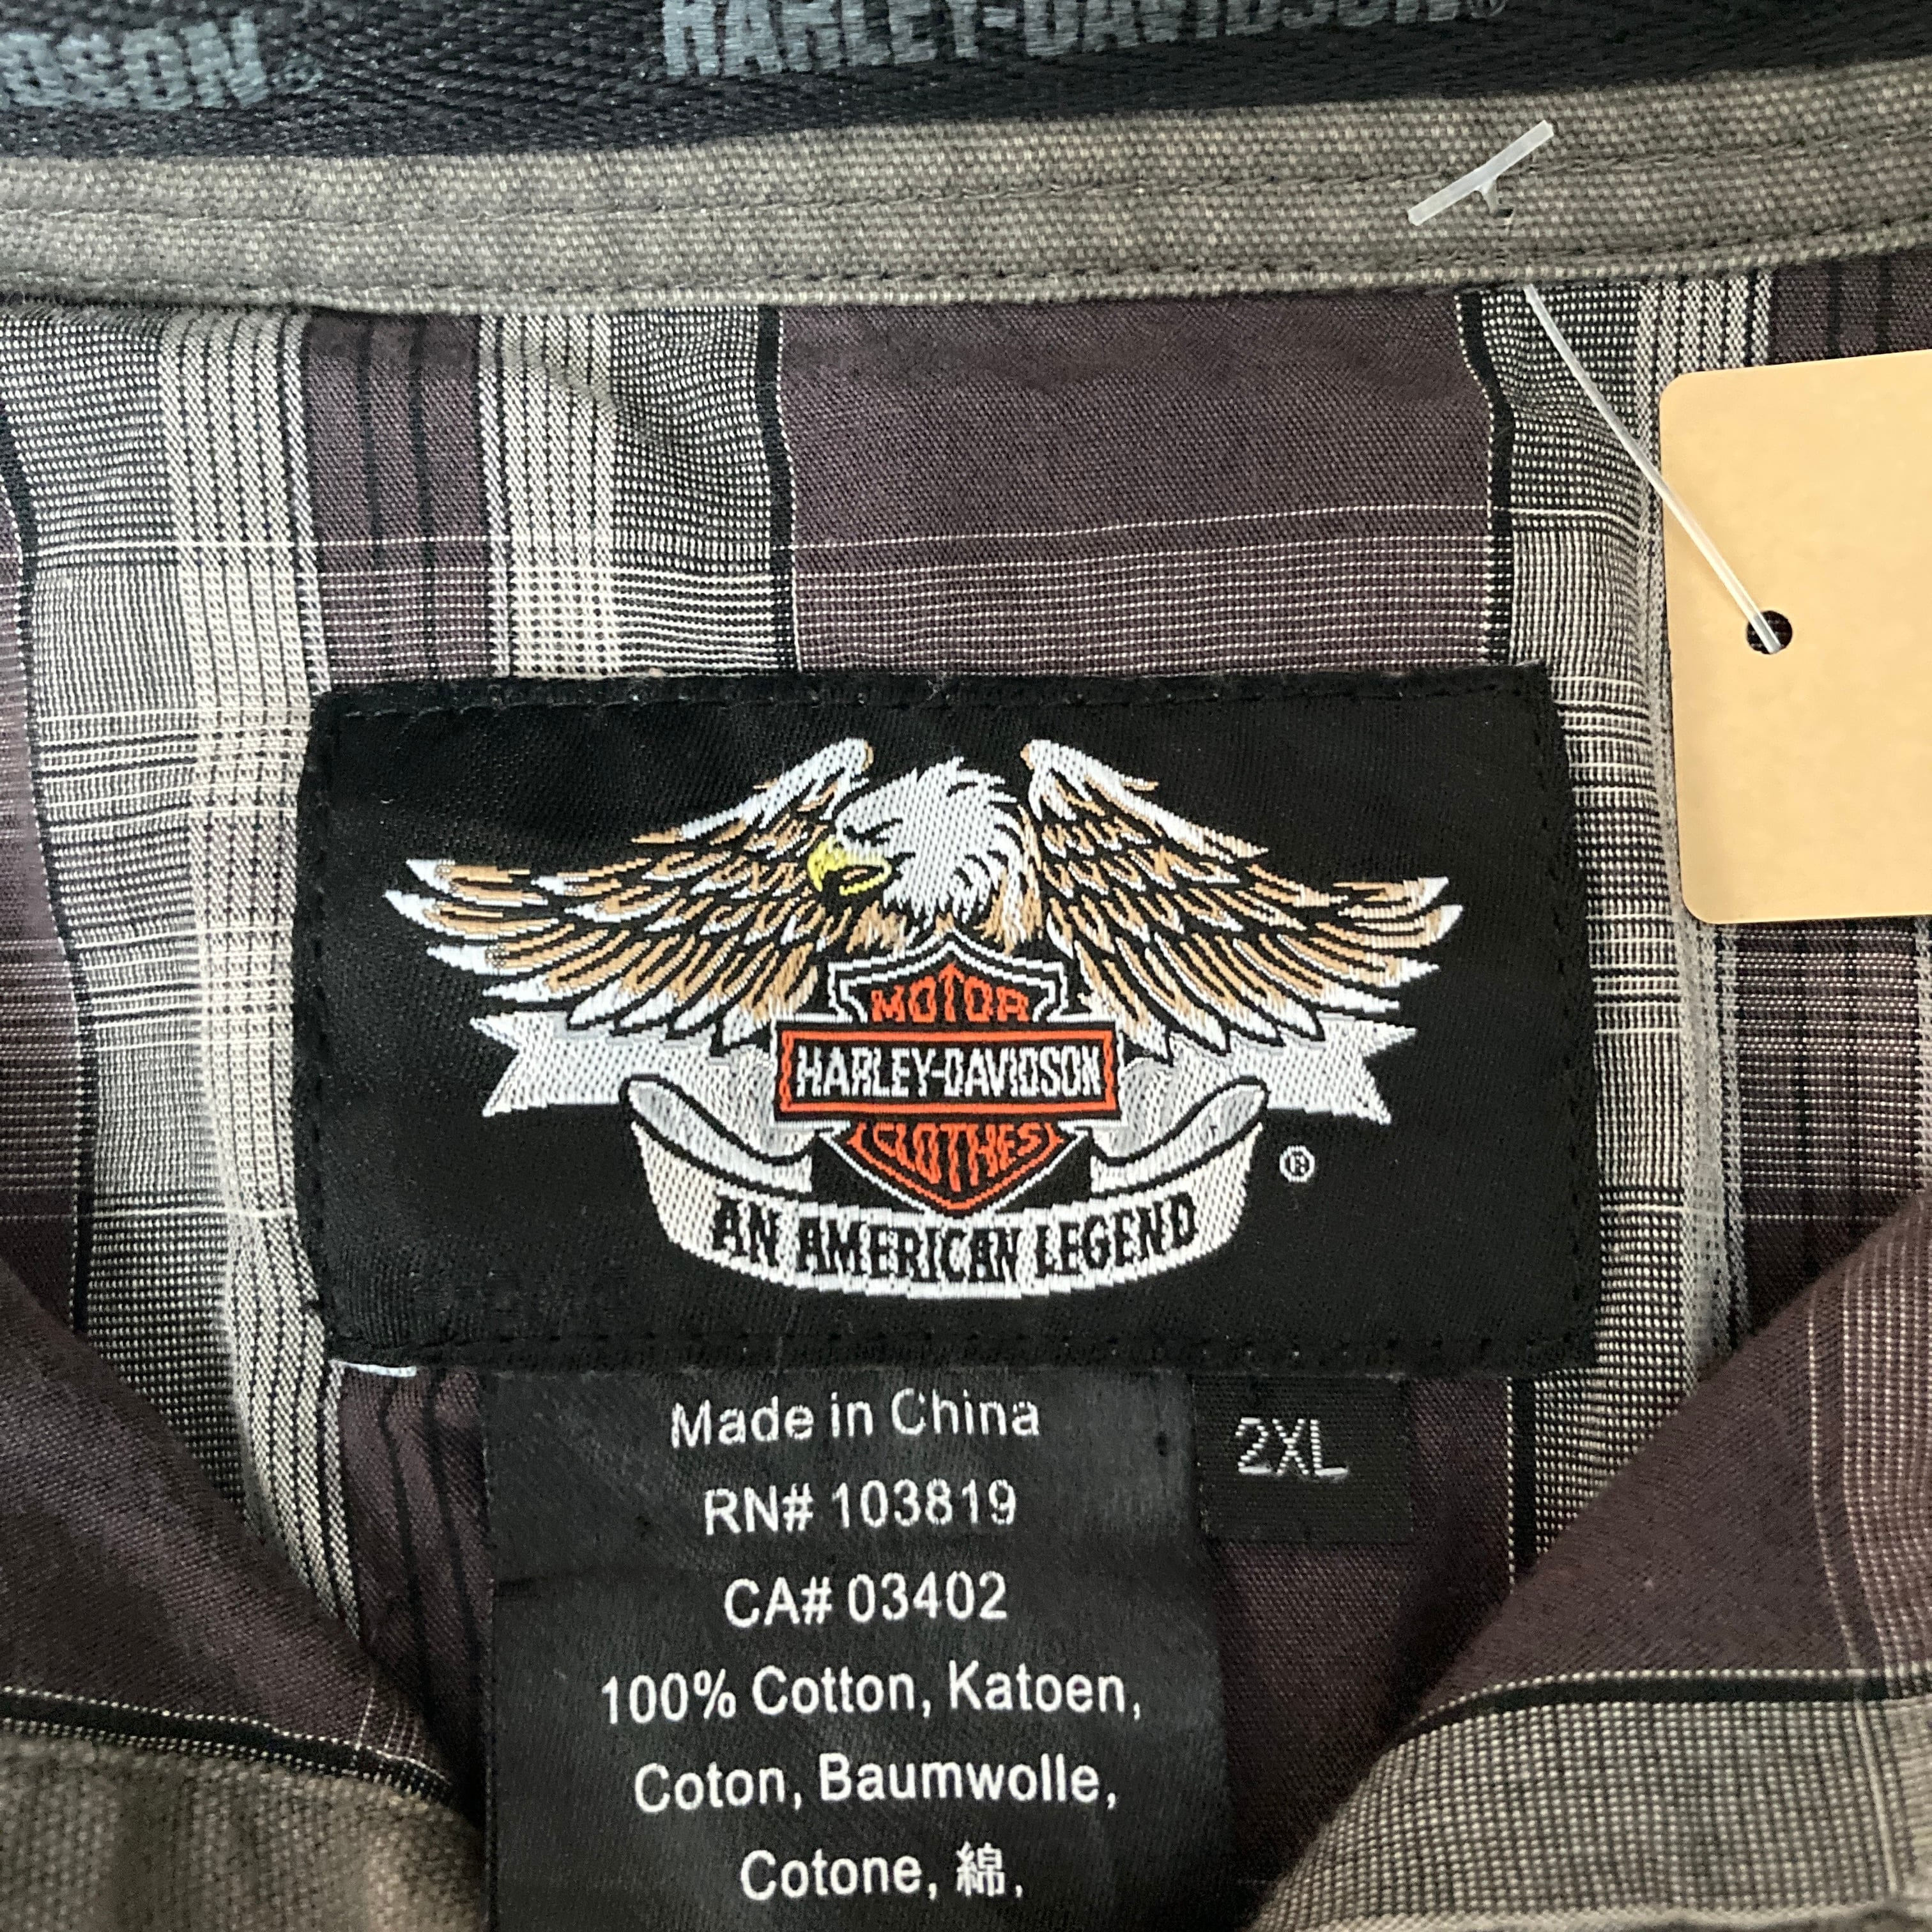 DSON®
HARLEY-DAVIDSON®
MOTOR
HARLEY-DAVIDSON
CLOTHES
®
AN AMERICAN LEGEND
Made in China
2XL
RN# 103819
CA# 03402
100% Cotton, Katoen,
Coton, Baumwolle,
Cotone, 綿,